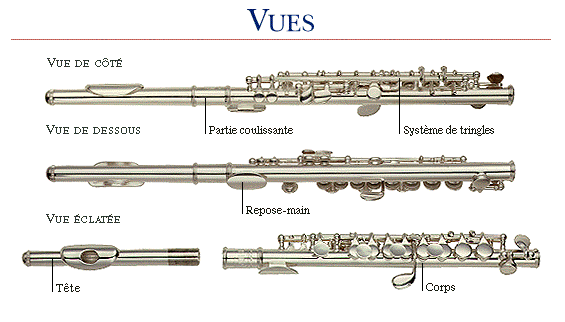 VUES
VUE DE CÔTÉ
Partie coulissante
Système de tringles
VUE DE DESSOUS
Repose-main
VUE ÉCLATÉE
Tête
Corps